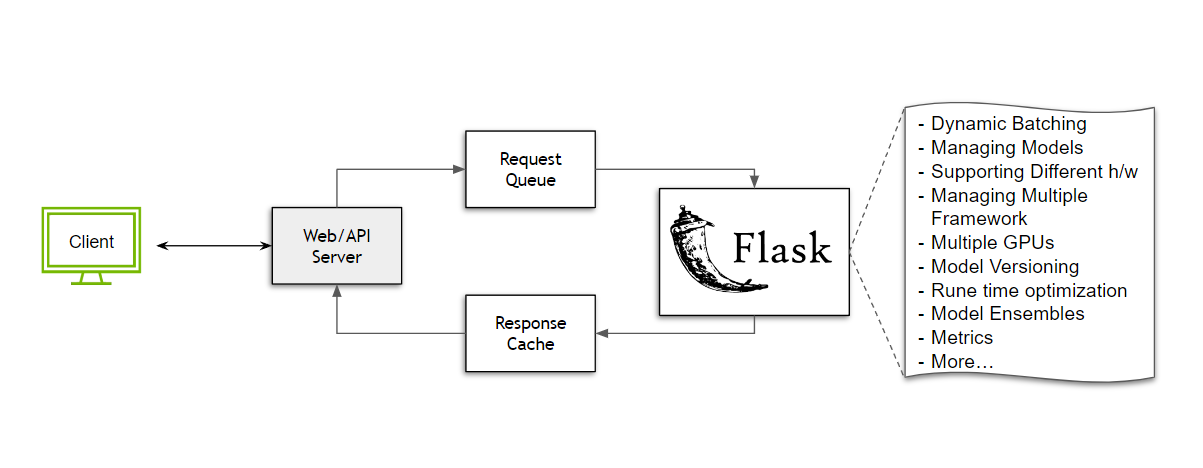 Client
Web/API
Server
Request
Queue
Response
Cache
Flask
- Dynamic Batching
- Managing Models
- Supporting Different h/w
- Managing Multiple
Framework
- Multiple GPUs
- Model Versioning
- Rune time optimization
- Model Ensembles
- Metrics
- More…